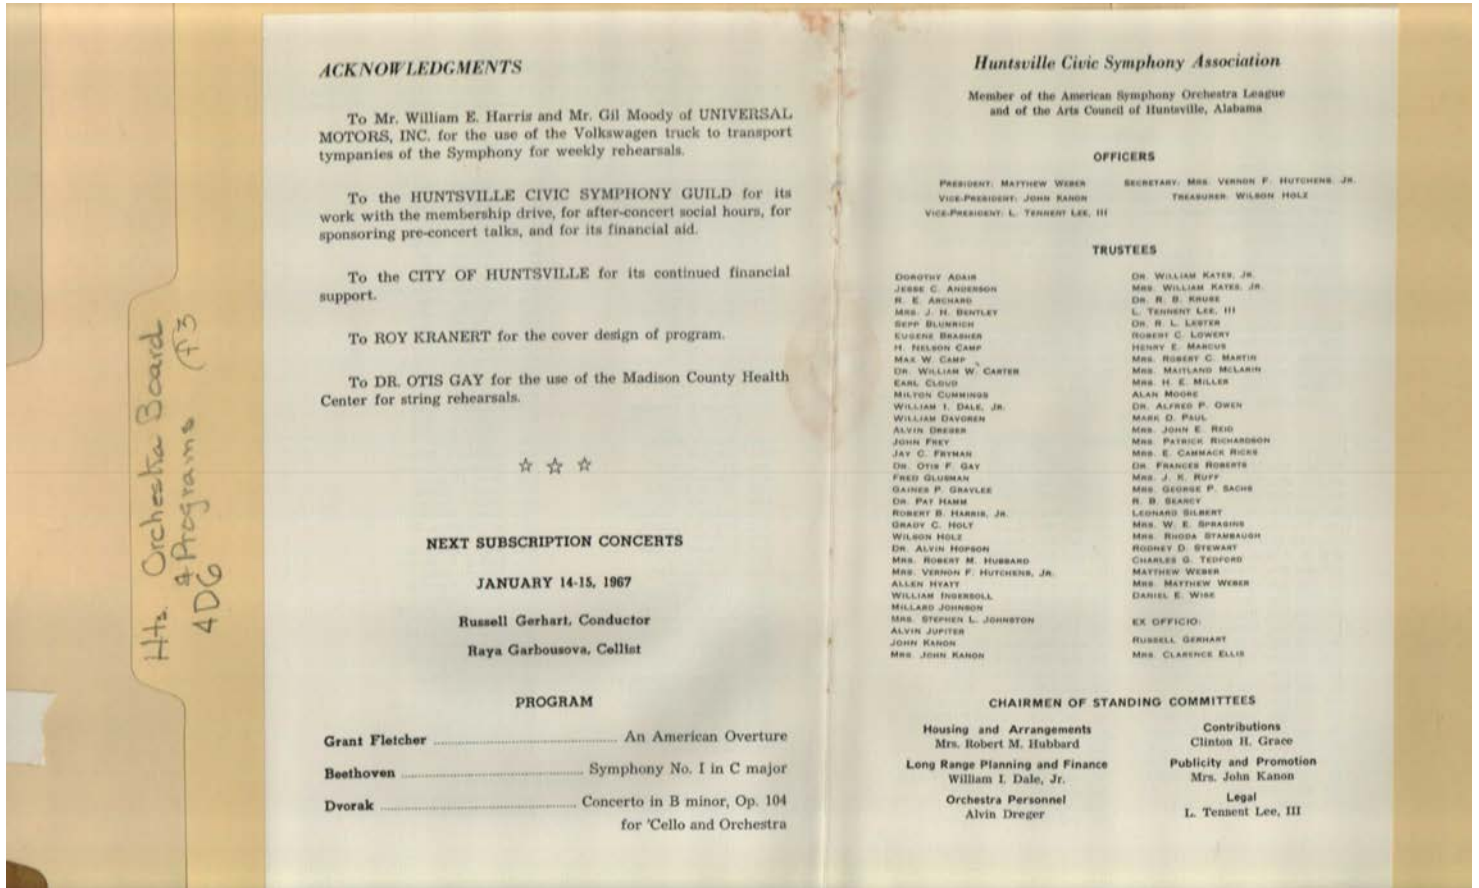 Hts. Orchestra Board
& Programs (P3
4DG
ACKNOWLEDGMENTS
To Mr. William E. Harris and Mr. Gil Moody of UNIVERSAL
MOTORS, INC. for the use of the Volkswagen truck to transport
tympanies of the Symphony for weekly rehearsals.
To the HUNTSVILLE CIVIC SYMPHONY GUILD for its
work with the membership drive, for after-concert social hours, for
sponsoring pre-concert talks, and for its financial aid.
To the CITY OF HUNTSVILLE for its continued financial
support.
To ROY KRANERT for the cover design of program.
To DR. OTIS GAY for the use of the Madison County Health
Center for string rehearsals.
☆ ☆ ☆
NEXT SUBSCRIPTION CONCERTS
JANUARY 14-15, 1967
Russell Gerhart, Conductor
Raya Garbousova, Cellist
PROGRAM
Grant Fletcher ........ An American Overture
Beethoven ........ Symphony No. I in C major
Dvorak ........ Concerto in B minor, Op. 104
for 'Cello and Orchestra
Huntsville Civic Symphony Association
Member of the American Symphony Orchestra League
and of the Arts Council of Huntsville, Alabama
OFFICERS
PRESIDENT: MATTHEW WEBER
VICE-PRESIDENT: JOHN KANON
VICE-PRESIDENT: L. TENNENT LEE, III
SECRETARY: MRS. VERNON F. HUTCHENS, JR.
TREASURER: WILSON HOLZ
TRUSTEES
DOROTHY ADAIR
JESSE C. ANDERSON
R. E. ARCHARD
MRS. J. H. BENTLEY
SEPP BLUMRICH
EUGENE BRASHER
H. NELSON CAMP
MAX W. CAMP
DR. WILLIAM W. CARTER
EARL CLOUD
MILTON CUMMINGS
WILLIAM I. DALE, JR.
WILLIAM DAVOREN
ALVIN DREGER
JOHN FREY
JAY C. FRYMAN
DR. OTIS F. GAY
FRED GLUSMAN
GAINES P. GRAVLEE
DR. PAT HAMM
ROBERT B. HARRIS, JR.
GRADY C. HOLT
WILSON HOLZ
DR. ALVIN HOPSON
MRS. ROBERT M. HUBBARD
MRS. VERNON F. HUTCHENS, JR.
ALLEN HYATT
WILLIAM INGERSOLL
MILLARD JOHNSON
MRS. STEPHEN L. JOHNSTON
ALVIN JUPITER
JOHN KANON
MRS. JOHN KANON
DR. WILLIAM KATES, JR.
MRS. WILLIAM KATES, JR.
DR. R. B. KRUSE
L. TENNENT LEE, III
DR. R. L. LESTER
ROBERT C. LOWERY
HENRY E. MARCUS
MRS. ROBERT C. MARTIN
MRS. MAITLAND MCLARIN
MRS. H. E. MILLER
ALAN MOORE
DR. ALFRED P. OWEN
MARK D. PAUL
MRS. JOHN E. REID
MRS. PATRICK RICHARDSON
MRS. E. CAMMACK RICKS
DR. FRANCES ROBERTS
MRS. J. K. RUFF
MRS. GEORGE P. SACHS
R. B. SEARCY
LEONARD SILBERT
MRS. W. E. SPRAGINS
MRS. RHODA STAMBAUGH
RODNEY D. STEWART
CHARLES G. TEDFORD
MATTHEW WEBER
MRS. MATTHEW WEBER
DANIEL E. WISE
EX OFFICIO:
RUSSELL GERHART
MRS. CLARENCE ELLIS
CHAIRMEN OF STANDING COMMITTEES
Housing and Arrangements
Mrs. Robert M. Hubbard
Long Range Planning and Finance
William I. Dale, Jr.
Orchestra Personnel
Alvin Dreger
Contributions
Clinton H. Grace
Publicity and Promotion
Mrs. John Kanon
Legal
L. Tennent Lee, III